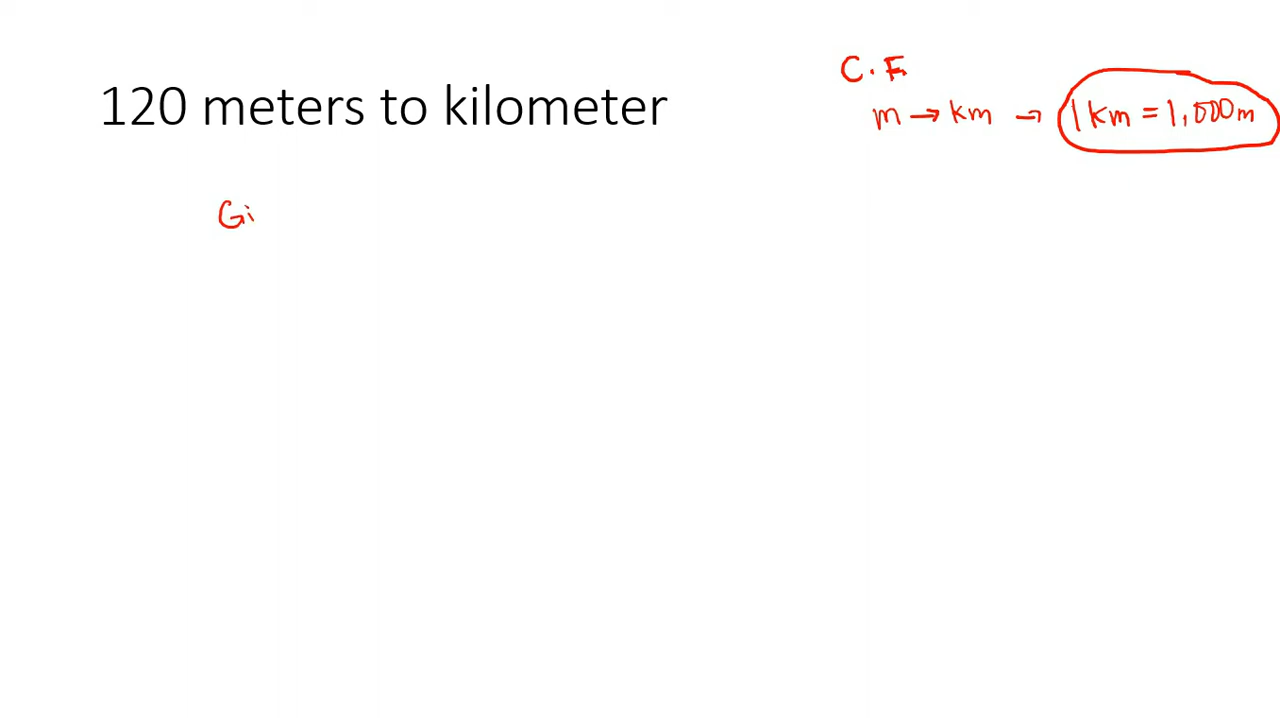 C.F.
120 meters to kilometer
m → km → 1 km = 1,000 m
Gi